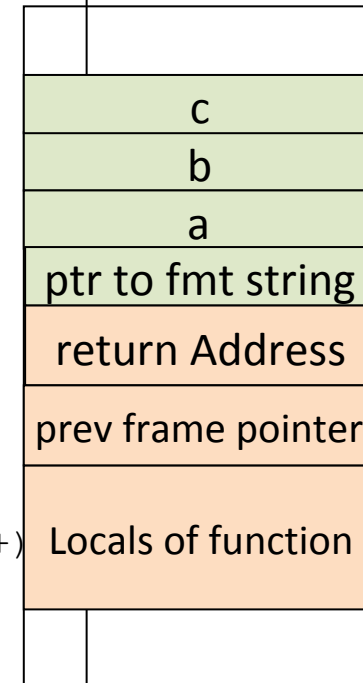 c
b
a
ptr to fmt string
return Address
prev frame pointer
+) Locals of function